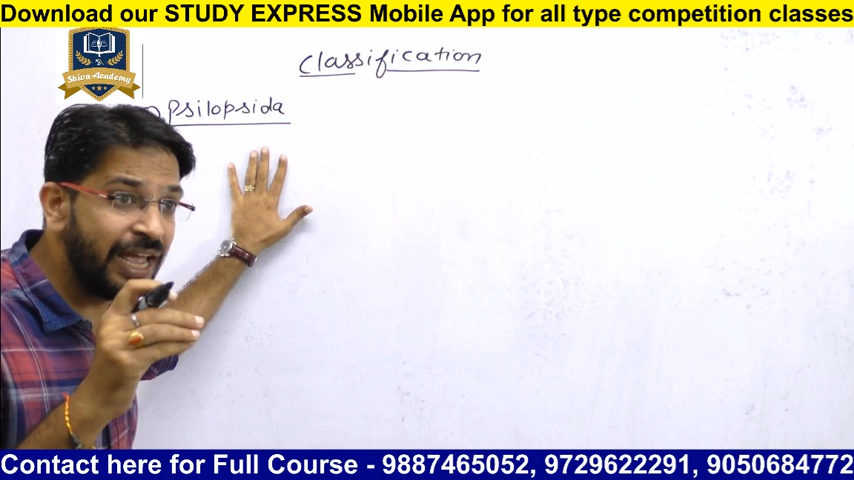 Download our STUDY EXPRESS Mobile App for all type competition classes
Shiva Academy
Classification
Psilopsida
Contact here for Full Course - 9887465052, 9729622291, 9050684772